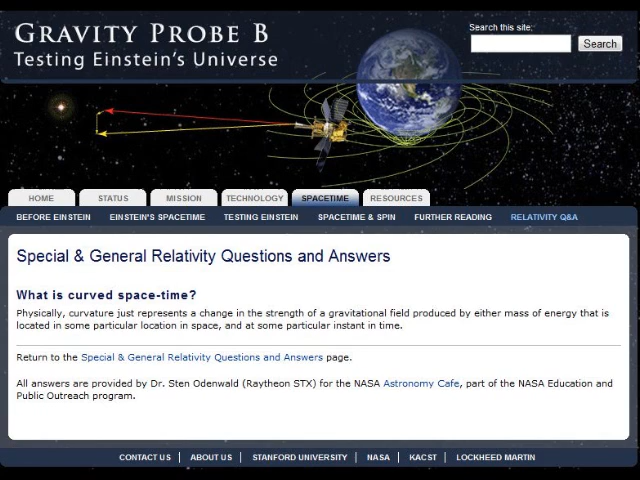 GRAVITY PROBE B
Testing Einstein's Universe
Search this site:
Search
HOME
STATUS
MISSION
TECHNOLOGY
SPACETIME
RESOURCES
BEFORE EINSTEIN
EINSTEIN'S SPACETIME
TESTING EINSTEIN
SPACETIME & SPIN
FURTHER READING
RELATIVITY Q&A
Special & General Relativity Questions and Answers
What is curved space-time?
Physically, curvature just represents a change in the strength of a gravitational field produced by either mass of energy that is
located in some particular location in space, and at some particular instant in time.
Return to the Special & General Relativity Questions and Answers page.
All answers are provided by Dr. Sten Odenwald (Raytheon STX) for the NASA Astronomy Cafe, part of the NASA Education and
Public Outreach program.
CONTACT US | ABOUT US | STANFORD UNIVERSITY | NASA | KACST | LOCKHEED MARTIN